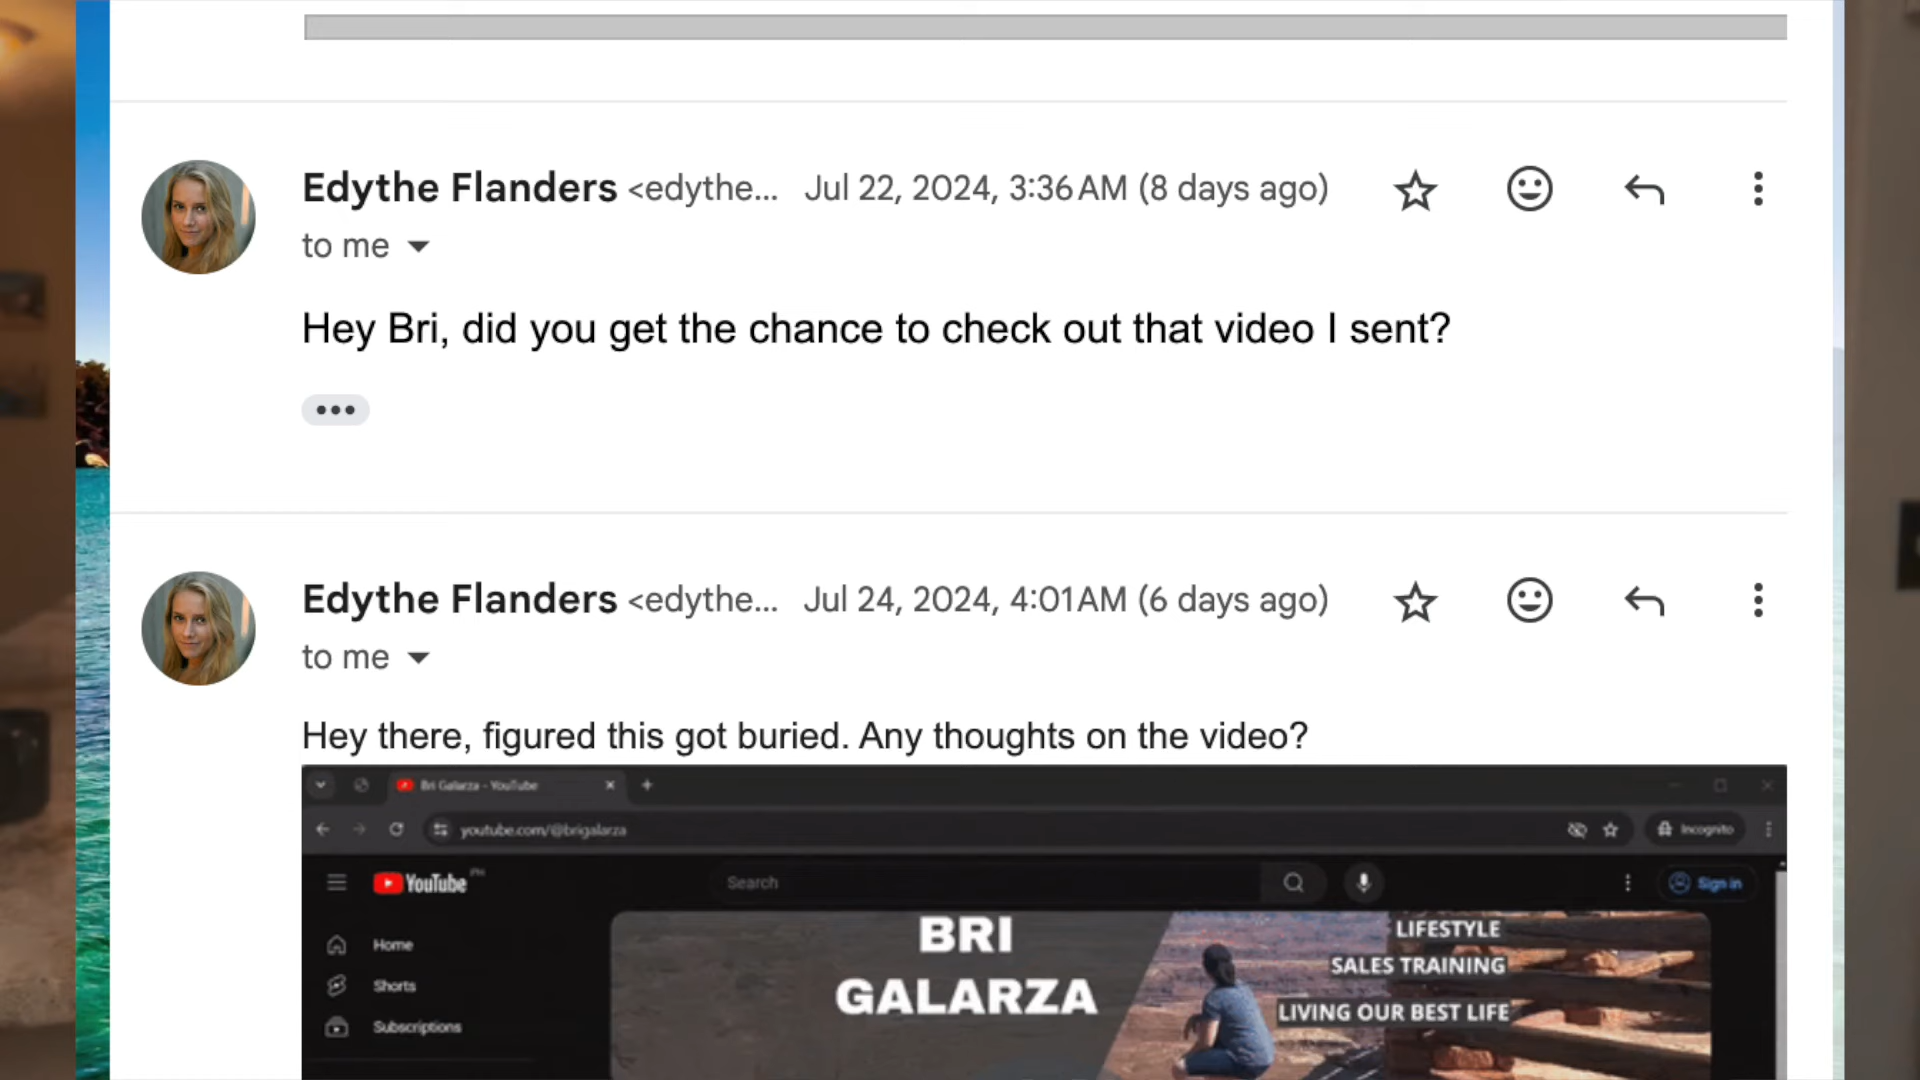 Edythe Flanders <edythe... Jul 22, 2024, 3:36 AM (8 days ago)
to me
Hey Bri, did you get the chance to check out that video I sent?
Edythe Flanders <edythe... Jul 24, 2024, 4:01 AM (6 days ago)
to me
Hey there, figured this got buried. Any thoughts on the video?
Bri Galarza - YouTube
youtube.com/@brigalarza
Incognito
YouTube PH
Search
Sign in
Home
Shorts
Subscriptions
BRI
GALARZA
LIFESTYLE
SALES TRAINING
LIVING OUR BEST LIFE